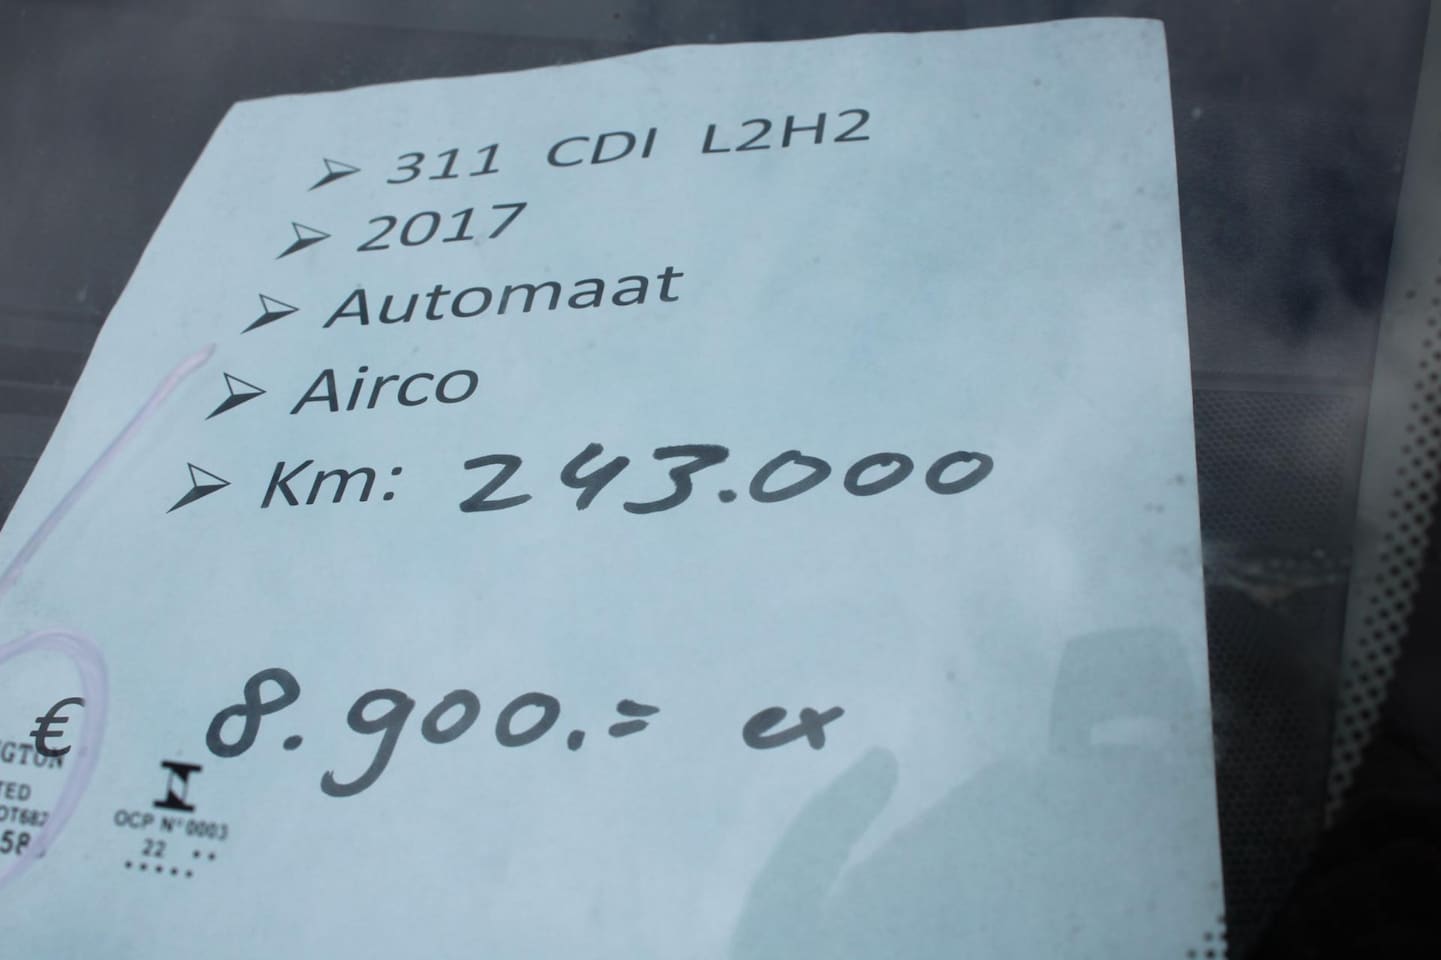 311 CDI L2H2
2017
Automaat
Airco
Km: 243.000
€ 8.900.= ex
OCP N° 0003
22